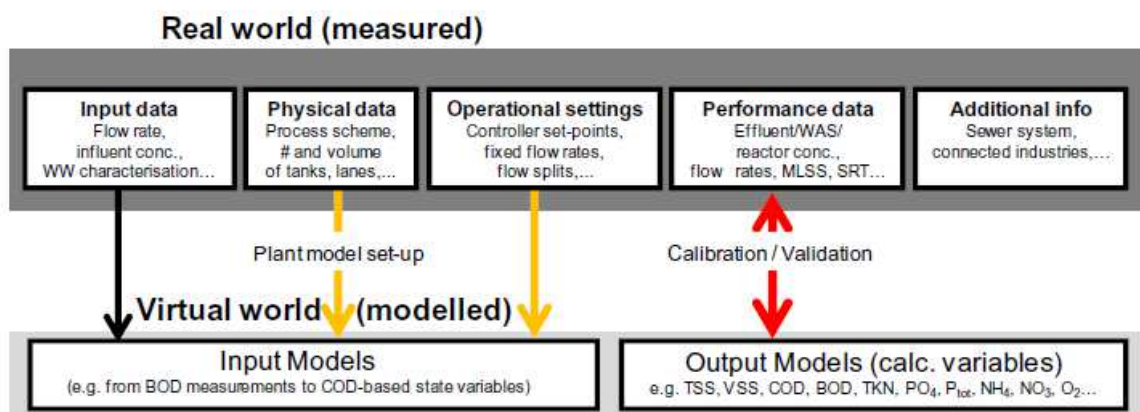 Real world (measured)
Input data
Flow rate,
influent conc.,
WW characterisation...
Physical data
Process scheme,
# and volume
of tanks, lanes,...
Operational settings
Controller set-points,
fixed flow rates,
flow splits,...
Performance data
Effluent/WAS/
reactor conc.,
flow rates, MLSS, SRT...
Additional info
Sewer system,
connected industries,...
Plant model set-up
Calibration / Validation
Virtual world (modelled)
Input Models
(e.g. from BOD measurements to COD-based state variables)
Output Models (calc. variables)
e.g. TSS, VSS, COD, BOD, TKN, PO₄, Pₜₒₜ, NH₄, NO₃, O₂...